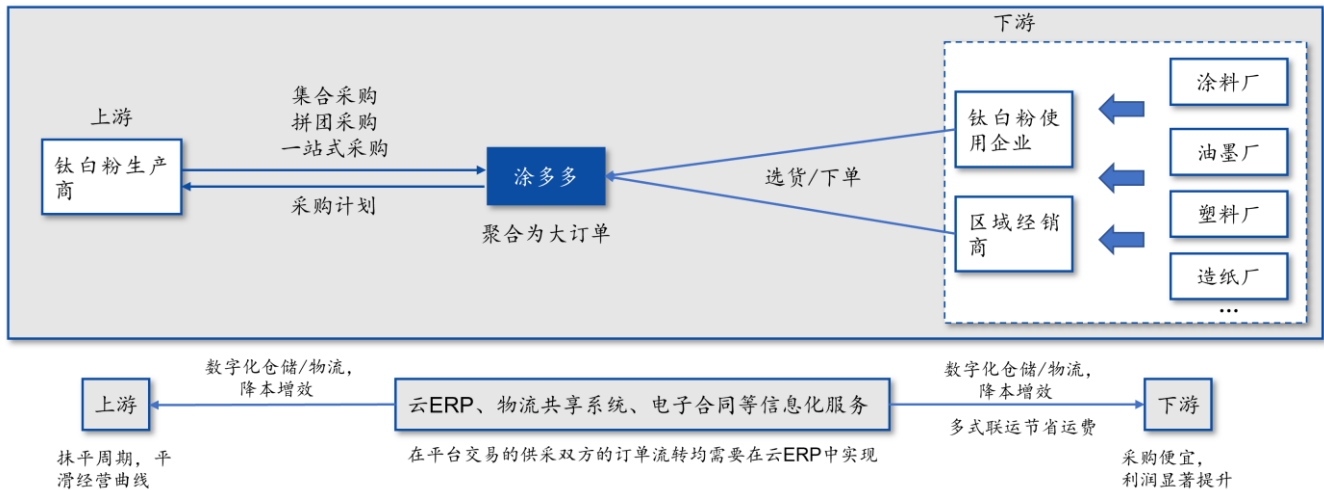 下游
上游
钛白粉生产
商
集合采购
拼团采购
一站式采购
采购计划
涂多多
聚合为大订单
选货/下单
钛白粉使
用企业
区域经销
商
涂料厂
油墨厂
塑料厂
造纸厂
...
上游
数字化仓储/物流，
降本增效
云ERP、物流共享系统、电子合同等信息化服务
数字化仓储/物流，
降本增效
多式联运节省运费
下游
抹平周期，平
滑经营曲线
在平台交易的供采双方的订单流转均需要在云ERP中实现
采购便宜，
利润显著提升